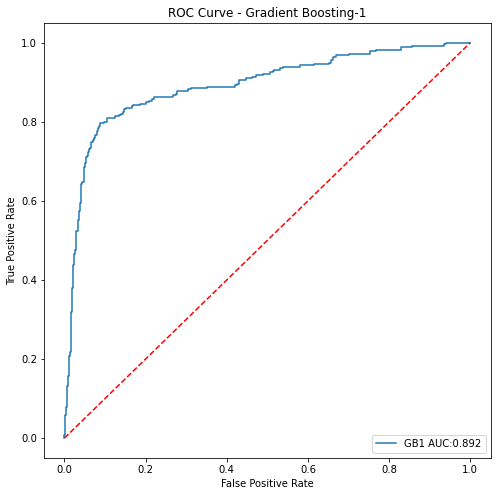 ROC Curve - Gradient Boosting-1
True Positive Rate
1.0
0.8
0.6
0.4
0.2
0.0
0.0 0.2 0.4 0.6 0.8 1.0
False Positive Rate
GB1 AUC:0.892